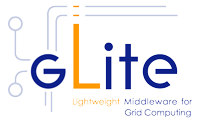 gLite
Lightweight Middleware for
Grid Computing